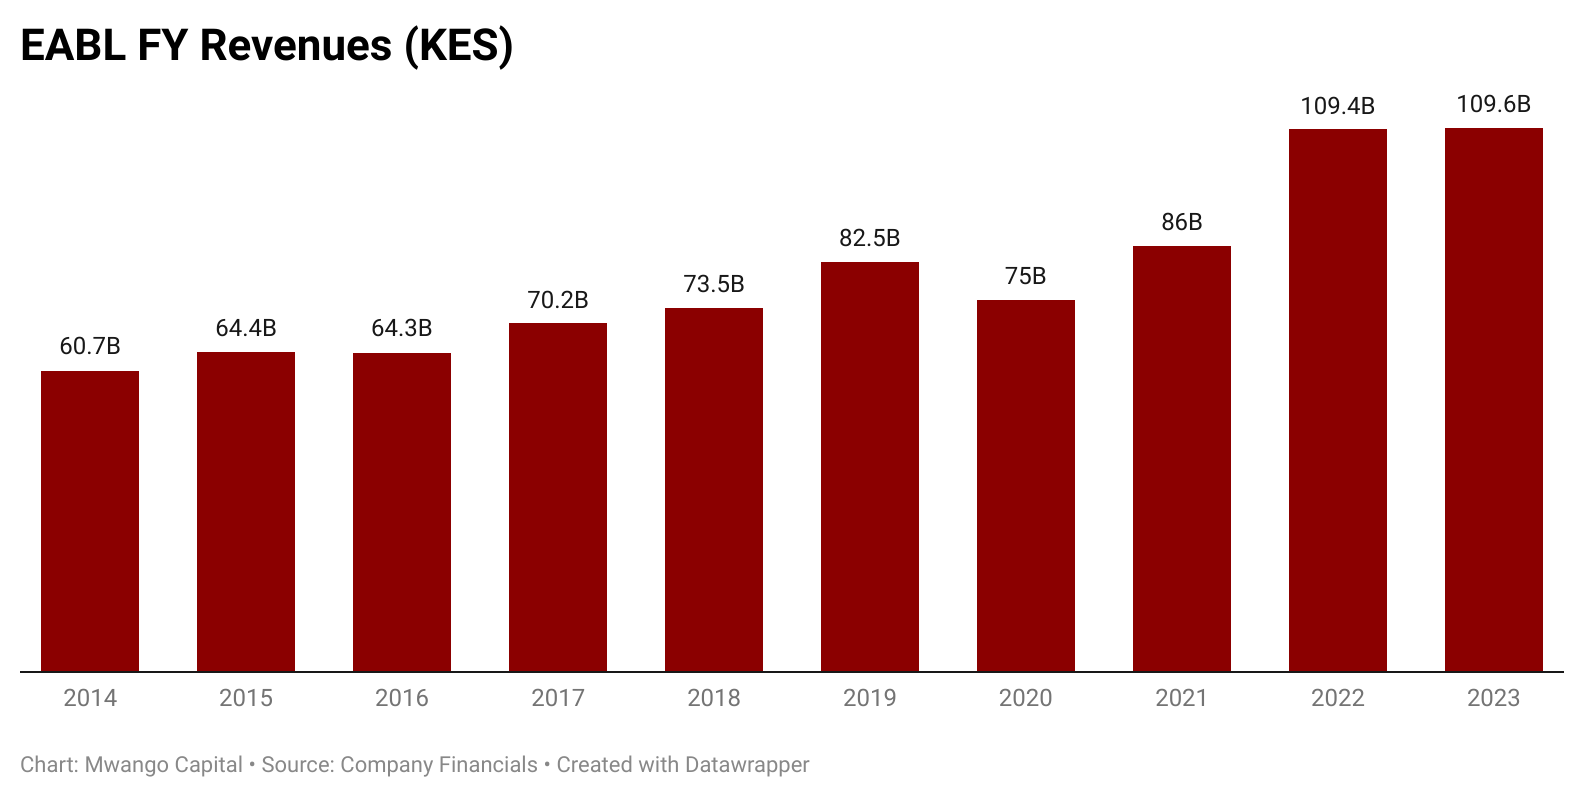 EABL FY Revenues (KES)
60.7B
64.4B
64.3B
70.2B
73.5B
82.5B
75B
86B
109.4B
109.6B
2014
2015
2016
2017
2018
2019
2020
2021
2022
2023
Chart: Mwango Capital • Source: Company Financials • Created with Datawrapper